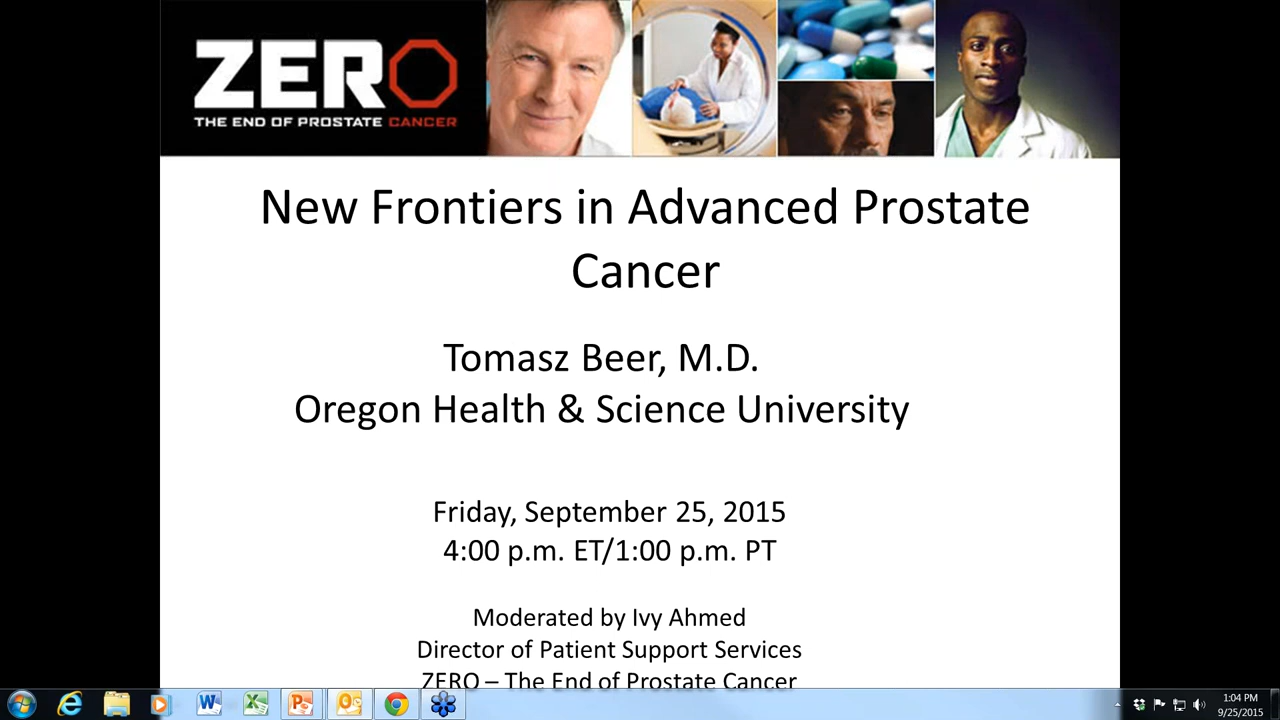 ZERO
THE END OF PROSTATE CANCER
New Frontiers in Advanced Prostate
Cancer
Tomasz Beer, M.D.
Oregon Health & Science University
Friday, September 25, 2015
4:00 p.m. ET/1:00 p.m. PT
Moderated by Ivy Ahmed
Director of Patient Support Services
ZERO – The End of Prostate Cancer
1:04 PM
9/25/2015